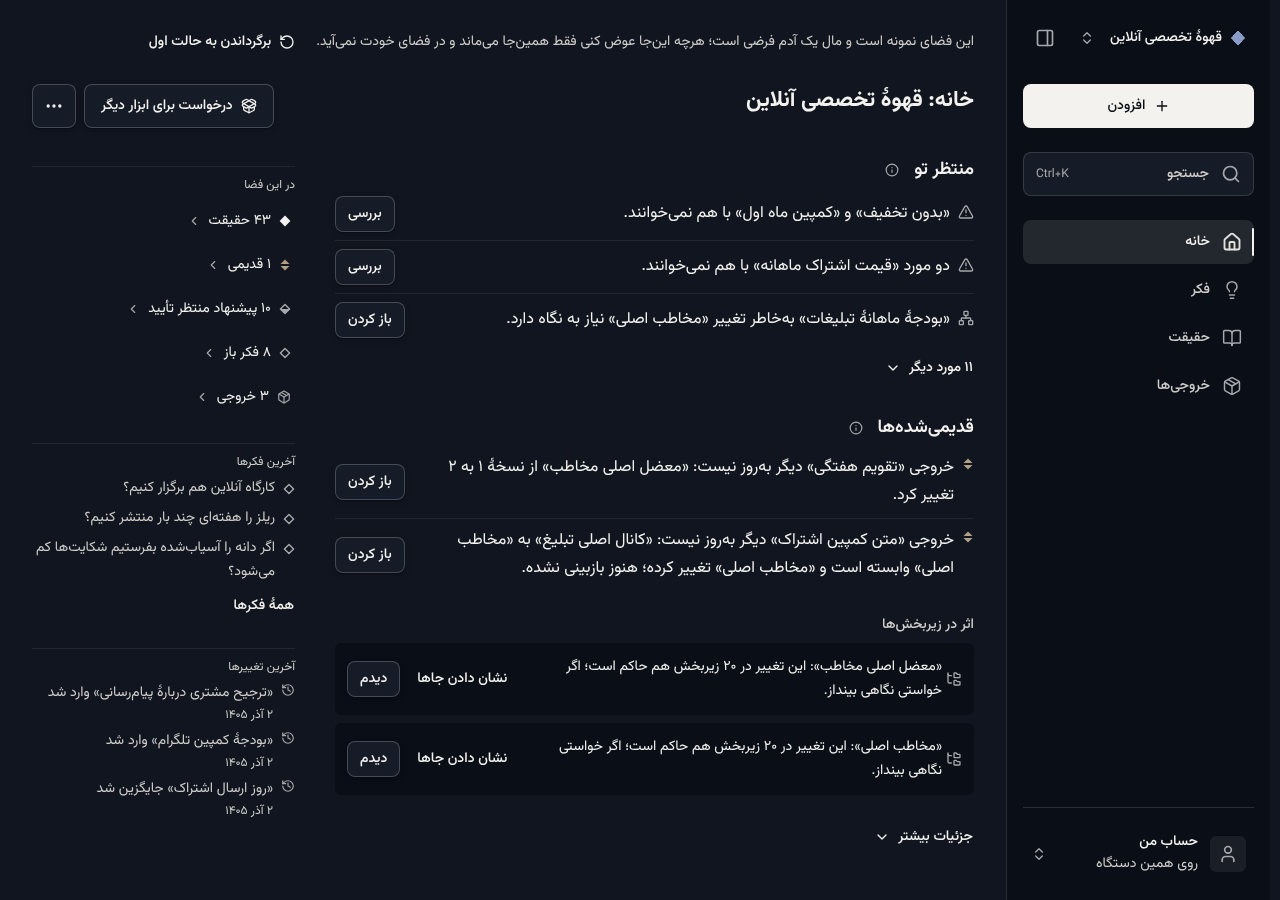 قهوهٔ تخصصی آنلاین
افزودن
جستجو
Ctrl+K
خانه
فکر
حقیقت
خروجی‌ها
حساب من
روی همین دستگاه
این فضای نمونه است و مال یک آدم فرضی است؛ هرچه این‌جا عوض کنی فقط همین‌جا می‌ماند و در فضای خودت نمی‌آید.
برگرداندن به حالت اول
خانه: قهوهٔ تخصصی آنلاین
درخواست برای ابزار دیگر
منتظر تو
«بدون تخفیف» و «کمپین ماه اول» با هم نمی‌خوانند.
بررسی
دو مورد «قیمت اشتراک ماهانه» با هم نمی‌خوانند.
بررسی
«بودجهٔ ماهانهٔ تبلیغات» به‌خاطر تغییر «مخاطب اصلی» نیاز به نگاه دارد.
باز کردن
۱۱ مورد دیگر
قدیمی‌شده‌ها
خروجی «تقویم هفتگی» دیگر به‌روز نیست: «معضل اصلی مخاطب» از نسخهٔ ۱ به ۲
تغییر کرد.
باز کردن
خروجی «متن کمپین اشتراک» دیگر به‌روز نیست: «کانال اصلی تبلیغ» به «مخاطب
اصلی» وابسته است و «مخاطب اصلی» تغییر کرده؛ هنوز بازبینی نشده.
باز کردن
اثر در زیربخش‌ها
«معضل اصلی مخاطب»: این تغییر در ۲۰ زیربخش هم حاکم است؛ اگر
خواستی نگاهی بینداز.
نشان دادن جاها
دیدم
«مخاطب اصلی»: این تغییر در ۲۰ زیربخش هم حاکم است؛ اگر خواستی
نگاهی بینداز.
نشان دادن جاها
دیدم
جزئیات بیشتر
در این فضا
۴۳ حقیقت
۱ قدیمی
۱۰ پیشنهاد منتظر تأیید
۸ فکر باز
۳ خروجی
آخرین فکرها
کارگاه آنلاین هم برگزار کنیم؟
ریلز را هفته‌ای چند بار منتشر کنیم؟
اگر دانه را آسیاب‌شده بفرستیم شکایت‌ها کم
می‌شود؟
همهٔ فکرها
آخرین تغییرها
«ترجیح مشتری دربارهٔ پیام‌رسانی» وارد شد
۲ آذر ۱۴۰۵
«بودجهٔ کمپین تلگرام» وارد شد
۲ آذر ۱۴۰۵
«روز ارسال اشتراک» جایگزین شد
۲ آذر ۱۴۰۵